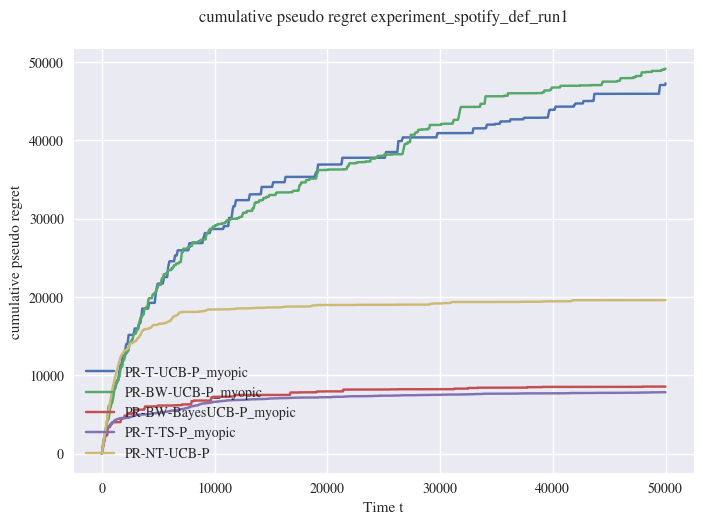 cumulative pseudo regret experiment_spotify_def_run1
50000
40000
30000
20000
10000
0
cumulative pseudo regret
PR-T-UCB-P_myopic
PR-BW-UCB-P_myopic
PR-BW-BayesUCB-P_myopic
PR-T-TS-P_myopic
PR-NT-UCB-P
0
10000
20000
30000
40000
50000
Time t